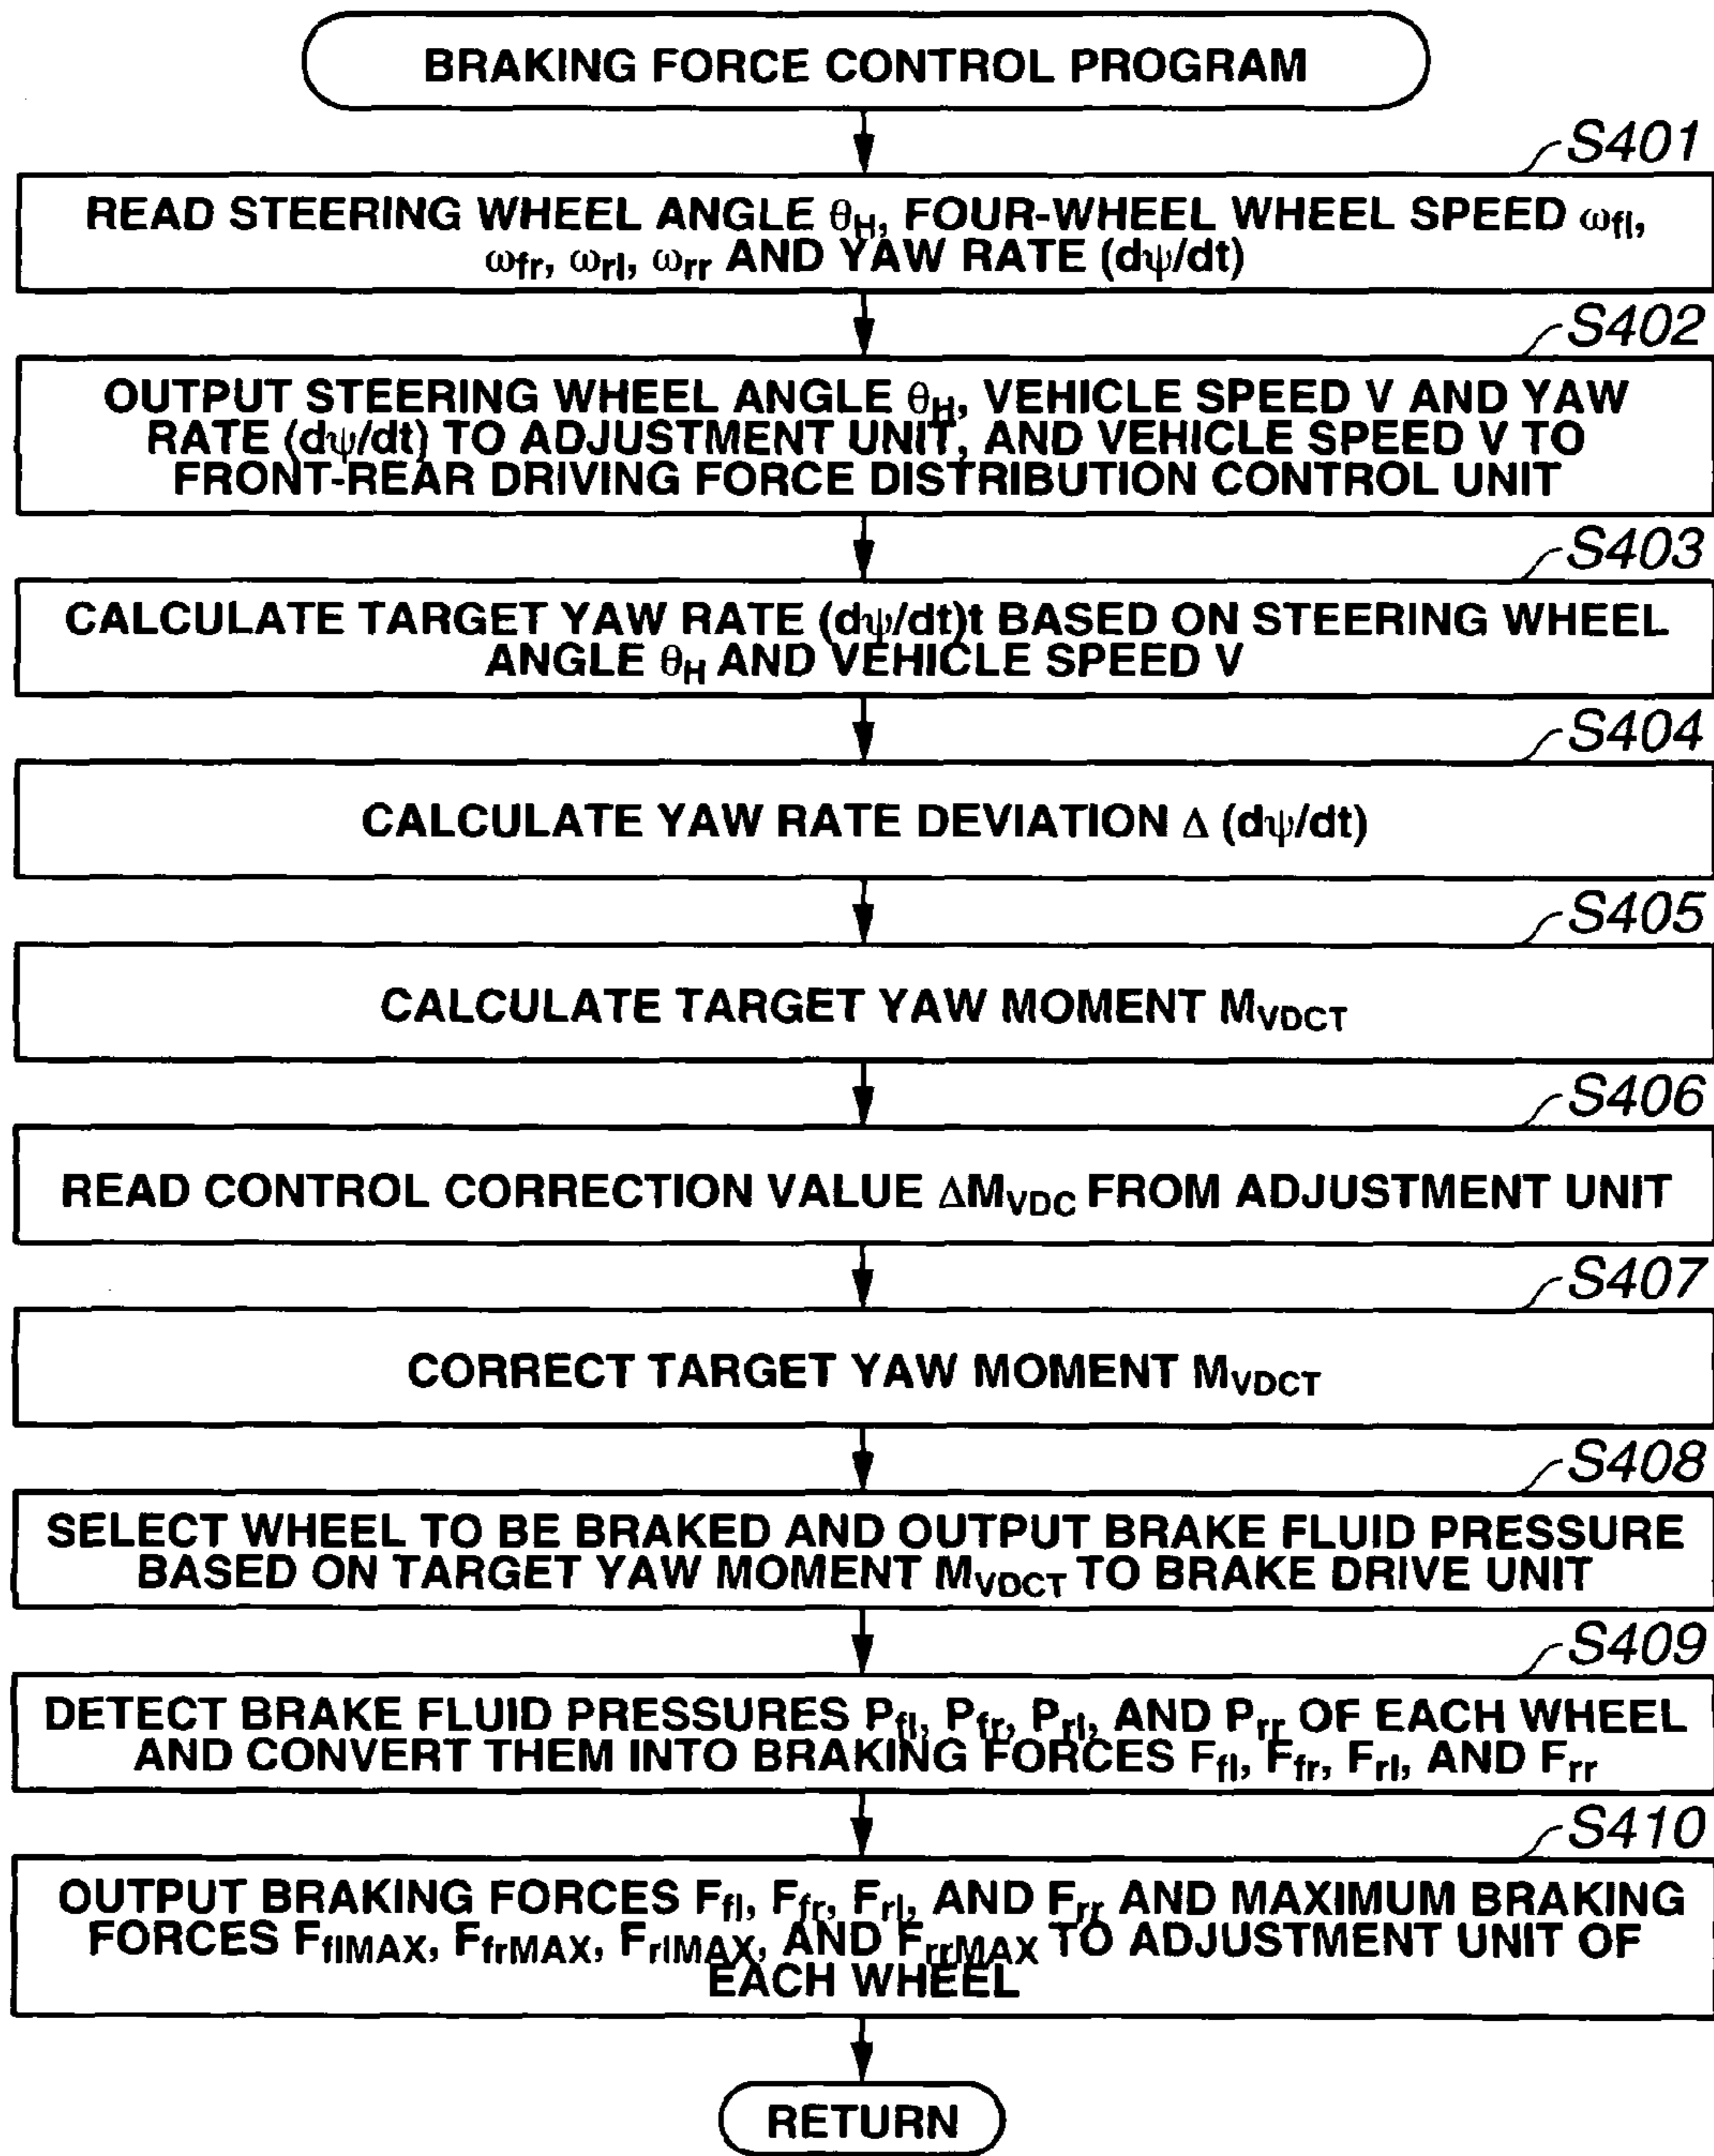 BRAKING FORCE CONTROL PROGRAM
S401
READ STEERING WHEEL ANGLE θH, FOUR-WHEEL WHEEL SPEED ωfl,
ωfr, ωrl, ωrr AND YAW RATE (dψ/dt)
S402
OUTPUT STEERING WHEEL ANGLE θH, VEHICLE SPEED V AND YAW
RATE (dψ/dt) TO ADJUSTMENT UNIT, AND VEHICLE SPEED V TO
FRONT-REAR DRIVING FORCE DISTRIBUTION CONTROL UNIT
S403
CALCULATE TARGET YAW RATE (dψ/dt)t BASED ON STEERING WHEEL
ANGLE θH AND VEHICLE SPEED V
S404
CALCULATE YAW RATE DEVIATION Δ (dψ/dt)
S405
CALCULATE TARGET YAW MOMENT MVDCT
S406
READ CONTROL CORRECTION VALUE ΔMVDC FROM ADJUSTMENT UNIT
S407
CORRECT TARGET YAW MOMENT MVDCT
S408
SELECT WHEEL TO BE BRAKED AND OUTPUT BRAKE FLUID PRESSURE
BASED ON TARGET YAW MOMENT MVDCT TO BRAKE DRIVE UNIT
S409
DETECT BRAKE FLUID PRESSURES Pfl, Pfr, Prl, AND Prr OF EACH WHEEL
AND CONVERT THEM INTO BRAKING FORCES Ffl, Ffr, Frl, AND Frr
S410
OUTPUT BRAKING FORCES Ffl, Ffr, Frl, AND Frr AND MAXIMUM BRAKING
FORCES FflMAX, FfrMAX, FrlMAX, AND FrrMAX TO ADJUSTMENT UNIT OF
EACH WHEEL
RETURN